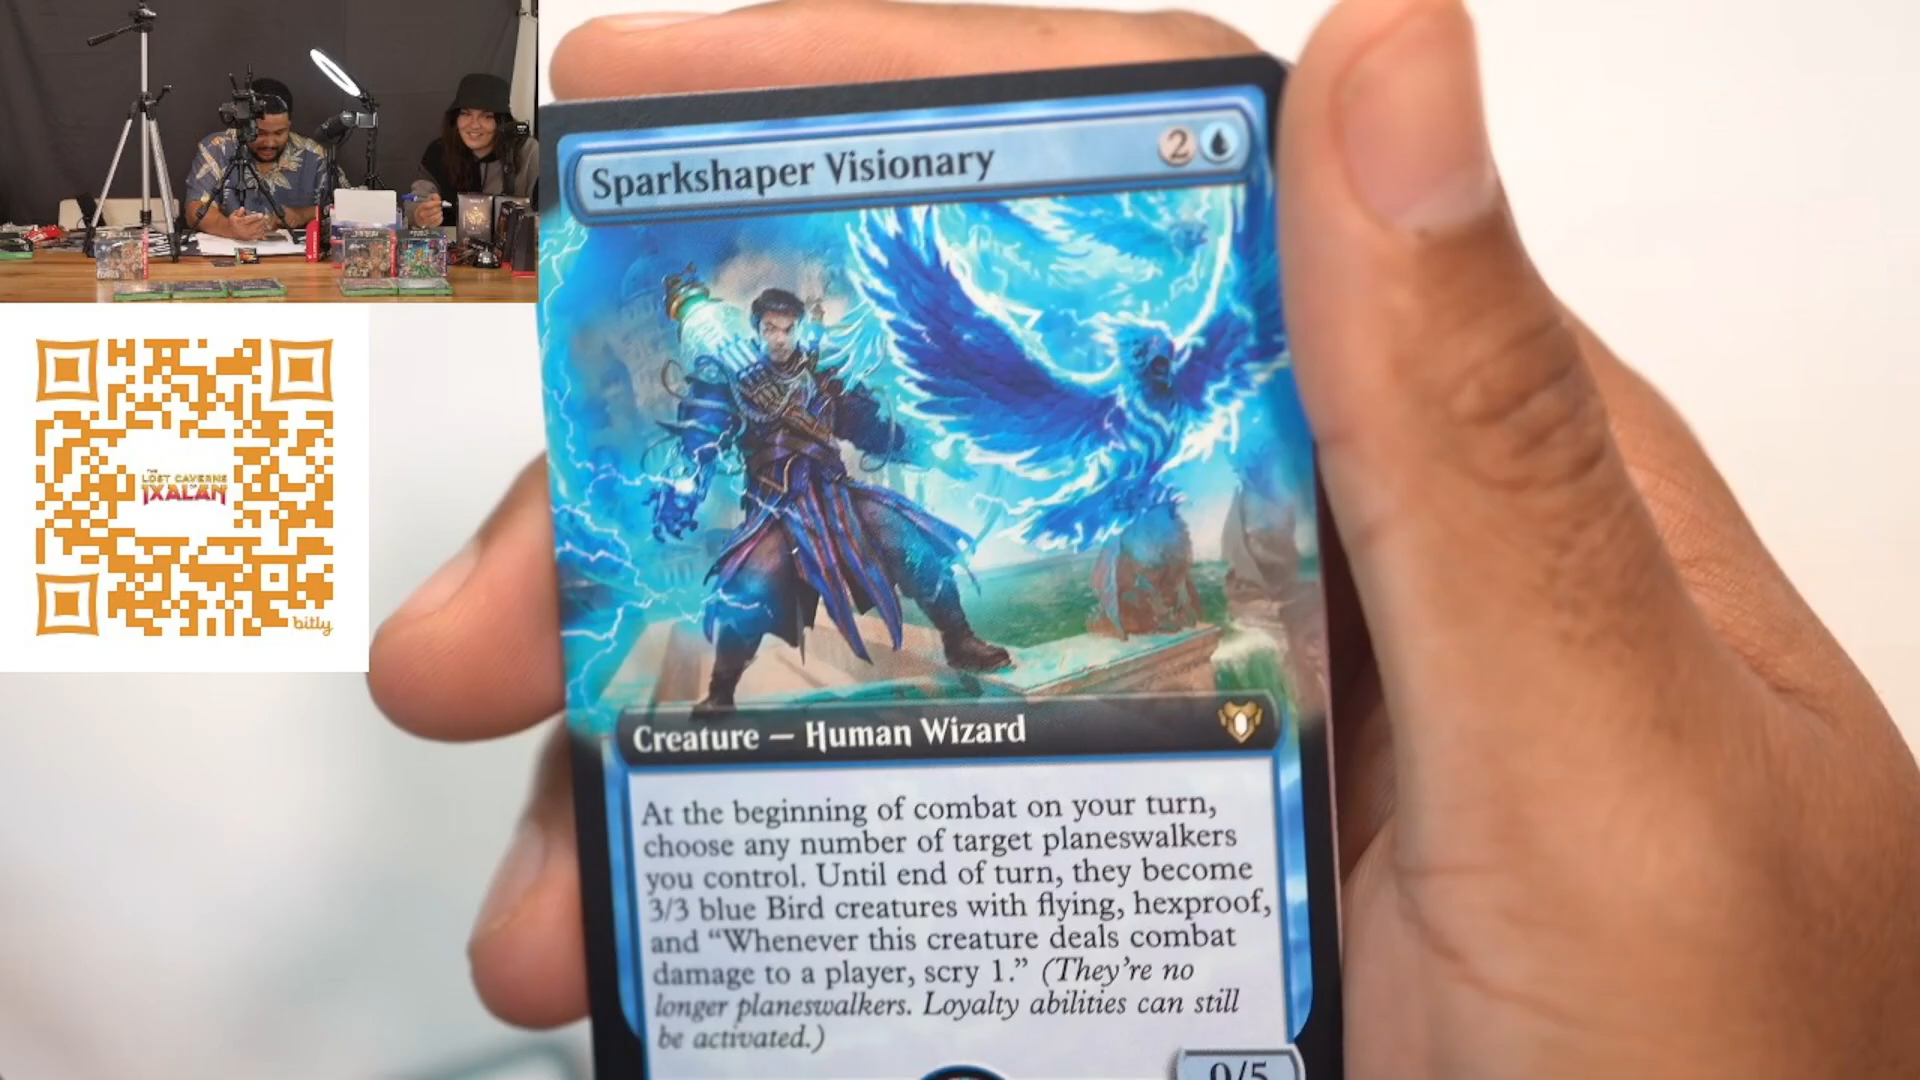 Sparkshaper Visionary
2
THE
LOST CAVERNS
OF
IXALAN
bitly
Creature — Human Wizard
At the beginning of combat on your turn,
choose any number of target planeswalkers
you control. Until end of turn, they become
3/3 blue Bird creatures with flying, hexproof,
and “Whenever this creature deals combat
damage to a player, scry 1.” (They’re no
longer planeswalkers. Loyalty abilities can still
be activated.)
0/5